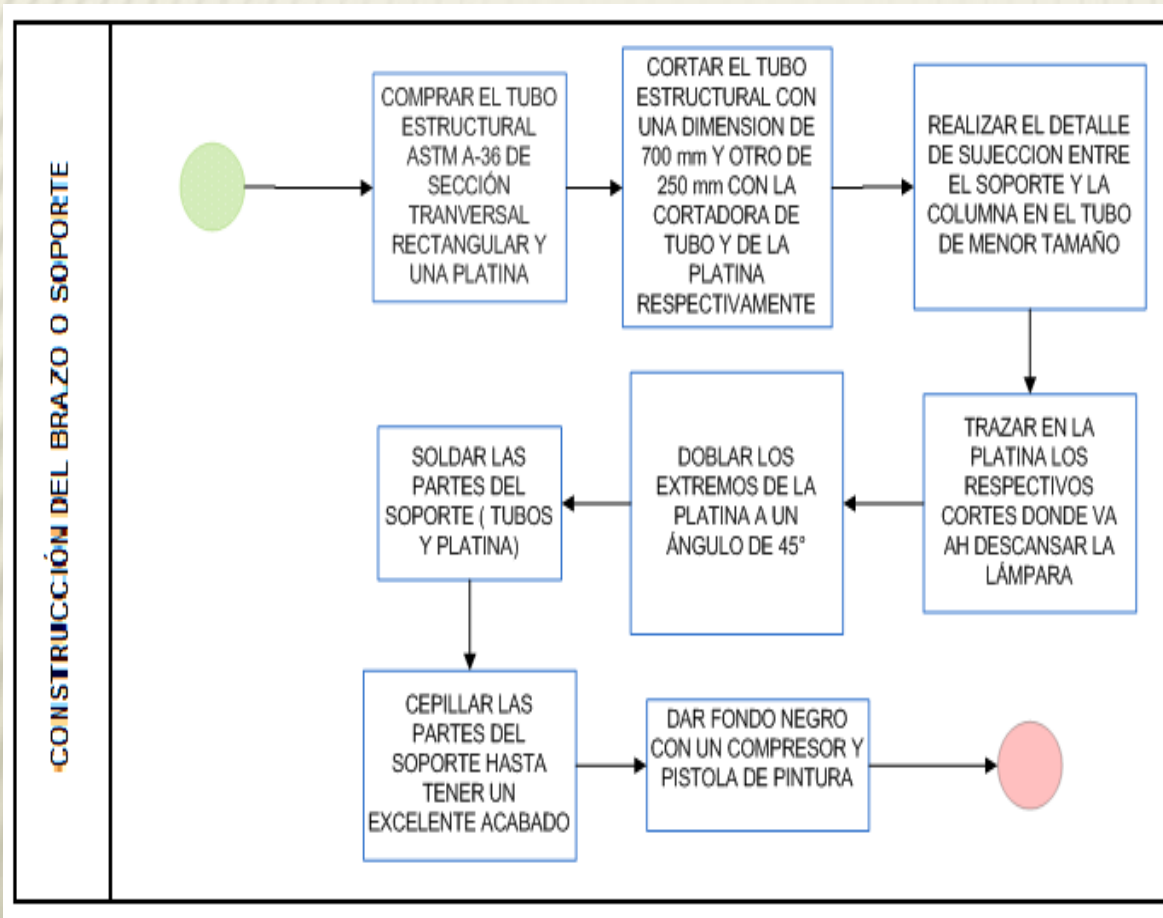 CONSTRUCCIÓN DEL BRAZO O SOPORTE
COMPRAR EL TUBO
ESTRUCTURAL
ASTM A-36 DE
SECCIÓN
TRANVERSAL
RECTANGULAR Y
UNA PLATINA
CORTAR EL TUBO
ESTRUCTURAL CON
UNA DIMENSION DE
700 mm Y OTRO DE
250 mm CON LA
CORTADORA DE
TUBO Y DE LA
PLATINA
RESPECTIVAMENTE
REALIZAR EL DETALLE
DE SUJECCION ENTRE
EL SOPORTE Y LA
COLUMNA EN EL TUBO
DE MENOR TAMAÑO
TRAZAR EN LA
PLATINA LOS
RESPECTIVOS
CORTES DONDE VA
AH DESCANSAR LA
LÁMPARA
DOBLAR LOS
EXTREMOS DE LA
PLATINA A UN
ÁNGULO DE 45°
SOLDAR LAS
PARTES DEL
SOPORTE ( TUBOS
Y PLATINA)
CEPILLAR LAS
PARTES DEL
SOPORTE HASTA
TENER UN
EXCELENTE ACABADO
DAR FONDO NEGRO
CON UN COMPRESOR Y
PISTOLA DE PINTURA